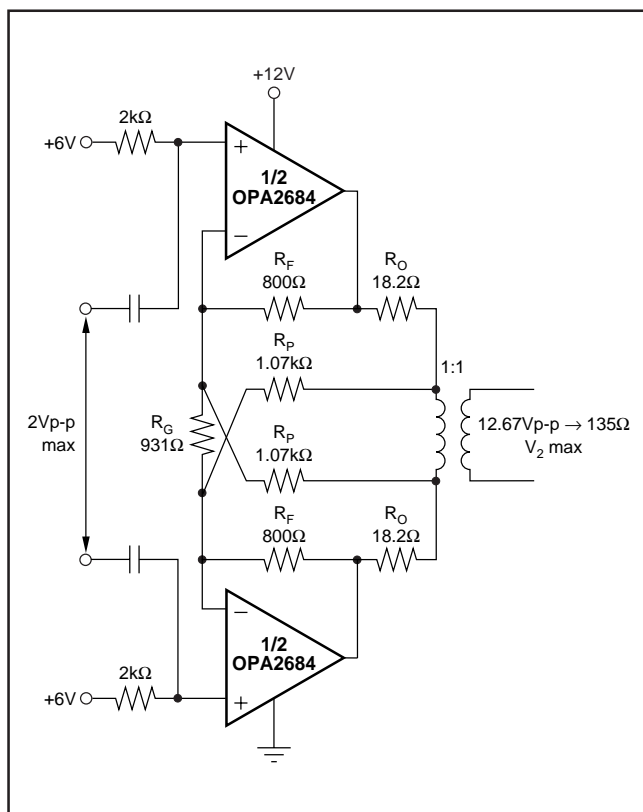 +12V
2kΩ
+6V
+
1/2
OPA2684
−
R_F
800Ω
R_O
18.2Ω
R_P
1.07kΩ
1:1
2Vp-p
max
R_G
931Ω
12.67Vp-p → 135Ω
V_2 max
R_P
1.07kΩ
R_F
800Ω
R_O
18.2Ω
−
1/2
OPA2684
2kΩ
+6V
+